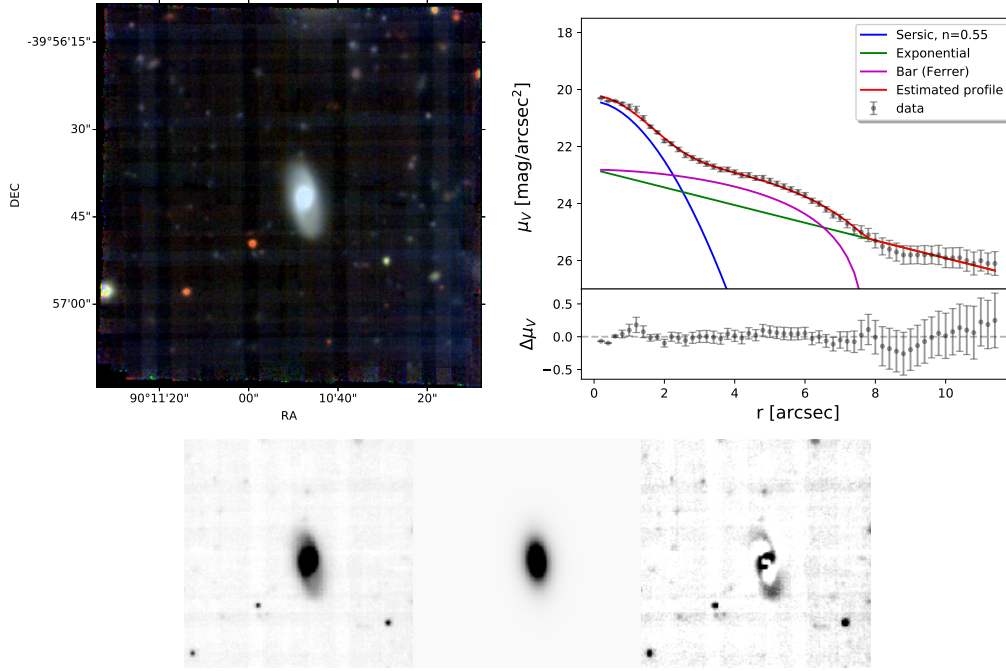 -39°56'15"
30"
45"
57'00"
DEC
90°11'20"
00"
10'40"
20"
RA
18
20
22
24
26
μV [mag/arcsec²]
Sersic, n=0.55
Exponential
Bar (Ferrer)
Estimated profile
data
0.5
0.0
−0.5
ΔμV
0
2
4
6
8
10
r [arcsec]